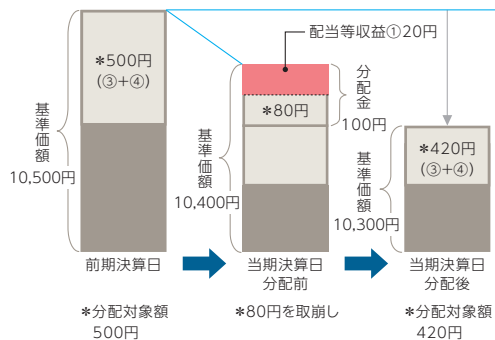 配当等収益①20円
*500円
(③+④)
基準価額
10,500円
*80円
分配金
100円
基準価額
10,400円
*420円
(③+④)
基準価額
10,300円
前期決算日
当期決算日
分配前
当期決算日
分配後
*分配対象額
500円
*80円を取崩し
*分配対象額
420円